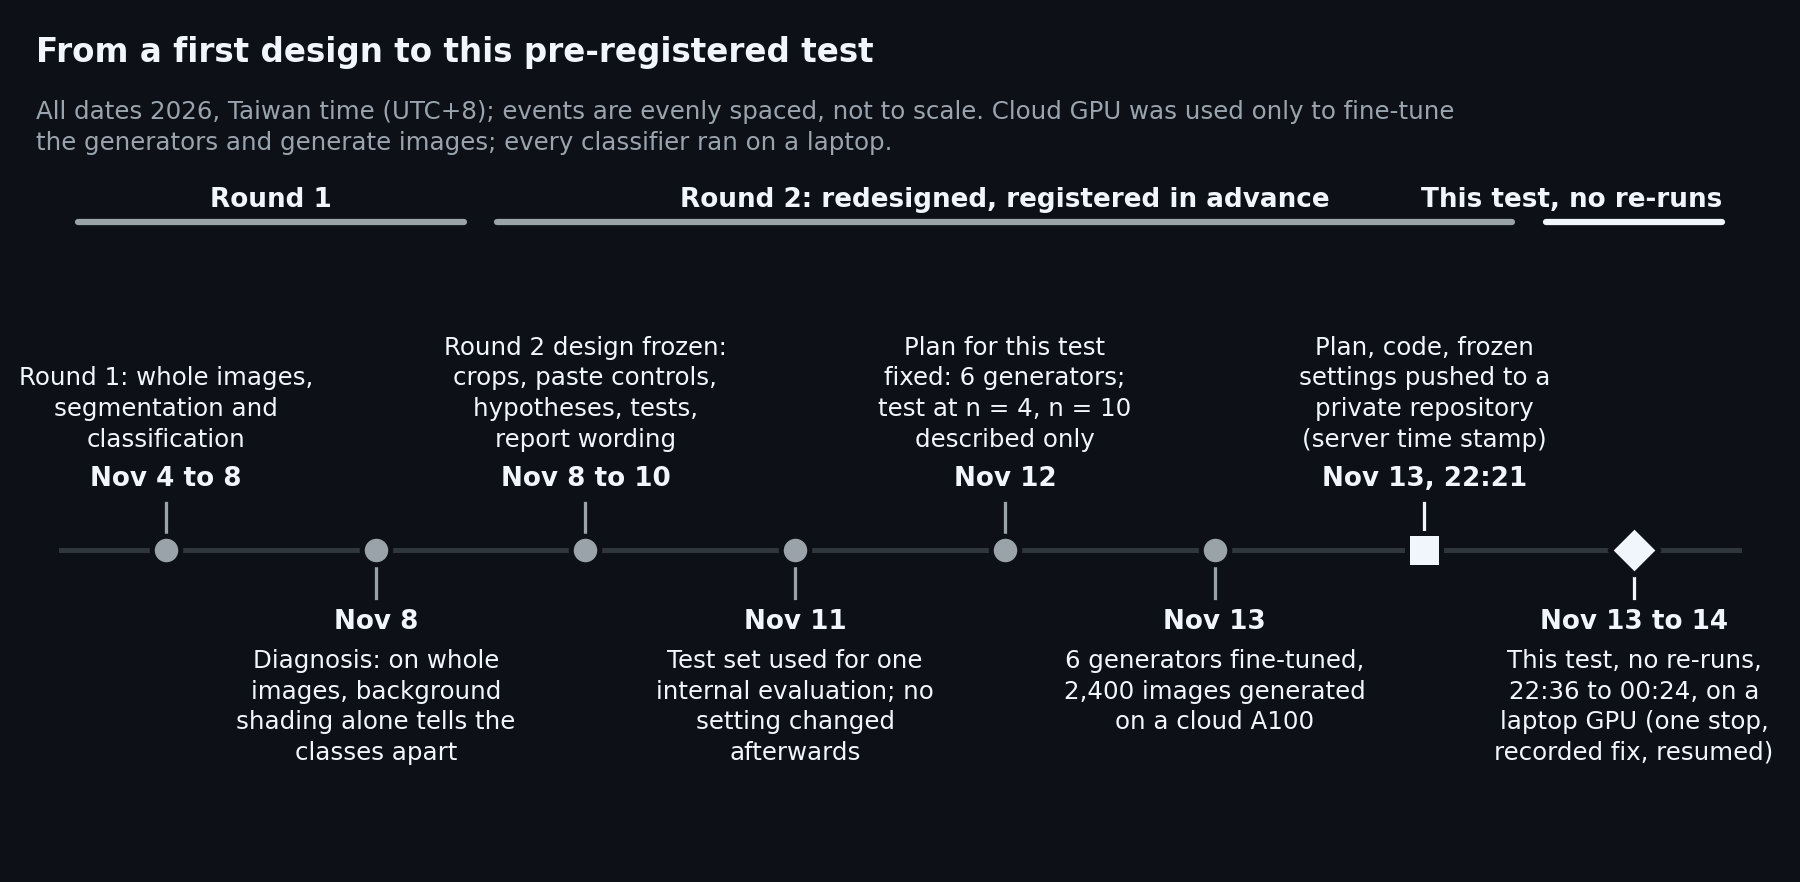 From a first design to this pre-registered test
All dates 2026, Taiwan time (UTC+8); events are evenly spaced, not to scale. Cloud GPU was used only to fine-tune
the generators and generate images; every classifier ran on a laptop.
Round 1
Round 2: redesigned, registered in advance
This test, no re-runs
Round 1: whole images,
segmentation and
classification
Nov 4 to 8
Nov 8
Diagnosis: on whole
images, background
shading alone tells the
classes apart
Round 2 design frozen:
crops, paste controls,
hypotheses, tests,
report wording
Nov 8 to 10
Nov 11
Test set used for one
internal evaluation; no
setting changed
afterwards
Plan for this test
fixed: 6 generators;
test at n = 4, n = 10
described only
Nov 12
Nov 13
6 generators fine-tuned,
2,400 images generated
on a cloud A100
Plan, code, frozen
settings pushed to a
private repository
(server time stamp)
Nov 13, 22:21
Nov 13 to 14
This test, no re-runs,
22:36 to 00:24, on a
laptop GPU (one stop,
recorded fix, resumed)